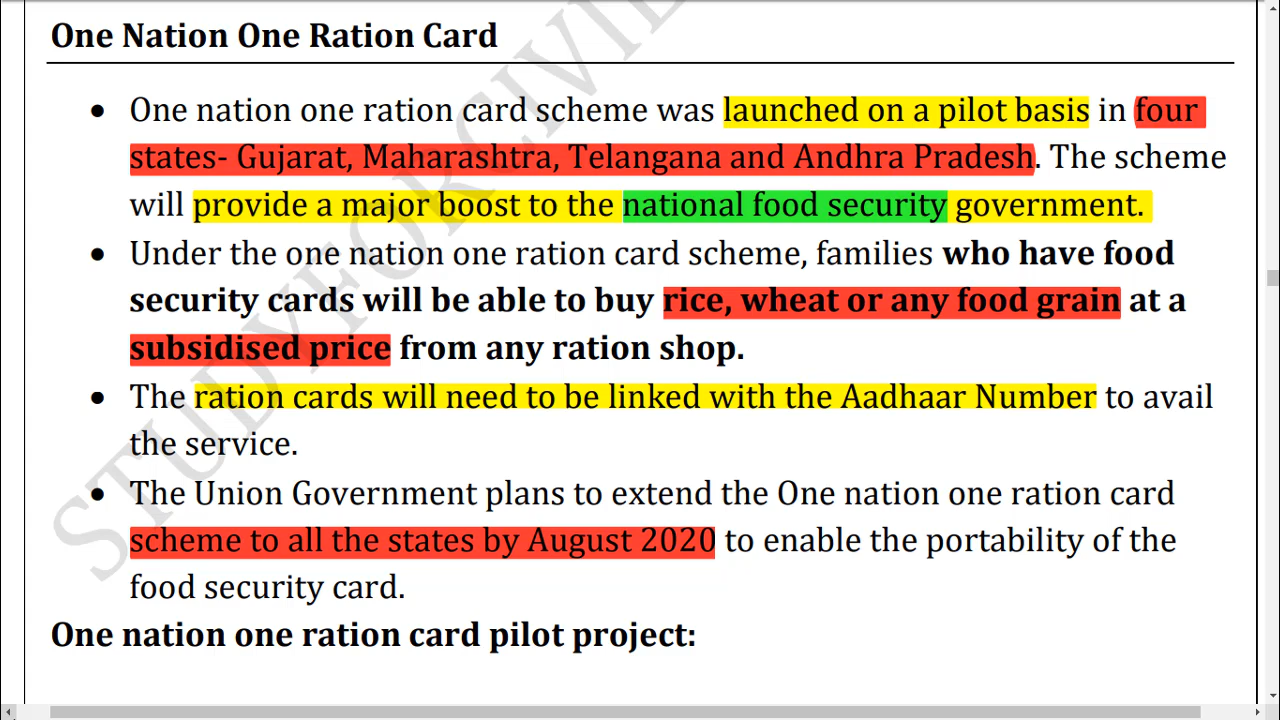 One Nation One Ration Card
• One nation one ration card scheme was launched on a pilot basis in four
states- Gujarat, Maharashtra, Telangana and Andhra Pradesh. The scheme
will provide a major boost to the national food security government.
• Under the one nation one ration card scheme, families who have food
security cards will be able to buy rice, wheat or any food grain at a
subsidised price from any ration shop.
• The ration cards will need to be linked with the Aadhaar Number to avail
the service.
• The Union Government plans to extend the One nation one ration card
scheme to all the states by August 2020 to enable the portability of the
food security card.
One nation one ration card pilot project:
STUDYFORCIVI